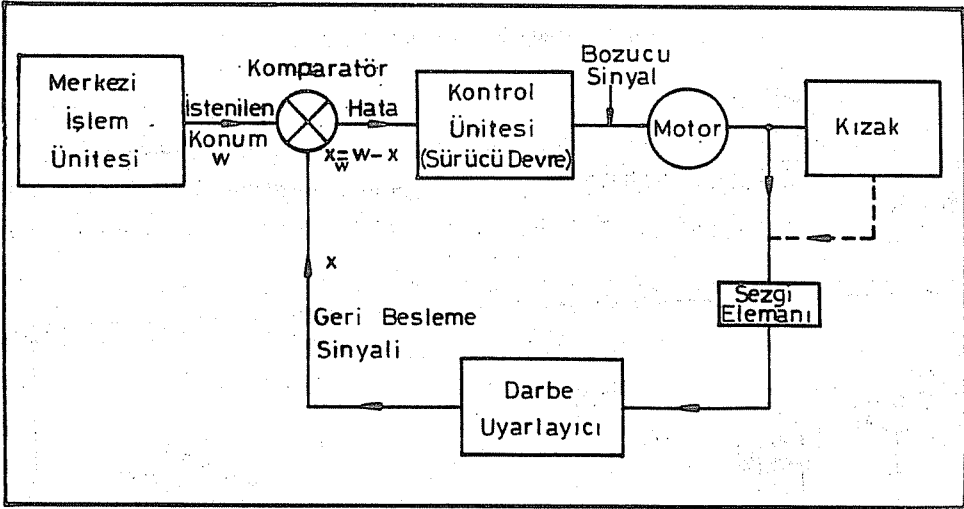 Merkezi
İşlem
Ünitesi
İstenilen
Konum
W
Komparatör
Hata
x_w = w - x
Kontrol
Ünitesi
(Sürücü Devre)
Bozucu
Sinyal
Motor
Kızak
Sezgi
Elemanı
Darbe
Uyarlayıcı
x
Geri Besleme
Sinyali